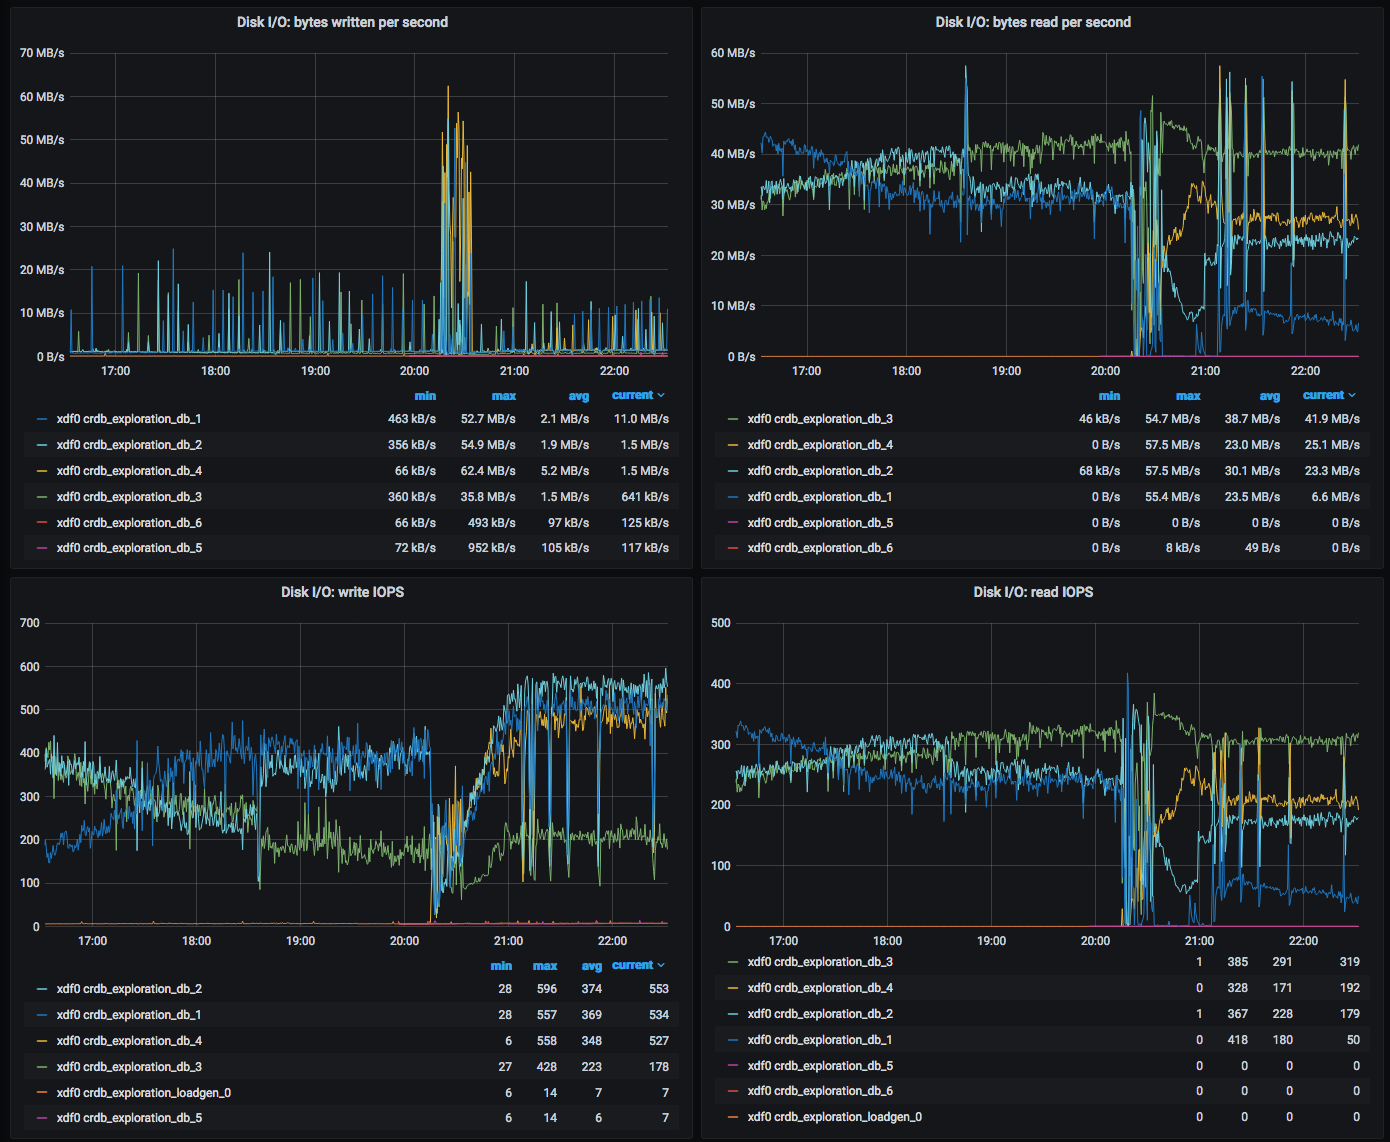 Disk I/O: bytes written per second
70 MB/s
60 MB/s
50 MB/s
40 MB/s
30 MB/s
20 MB/s
10 MB/s
0 B/s
17:00 18:00 19:00 20:00 21:00 22:00
min max avg current
xdf0 crdb_exploration_db_1 463 kB/s 52.7 MB/s 2.1 MB/s 11.0 MB/s
xdf0 crdb_exploration_db_2 356 kB/s 54.9 MB/s 1.9 MB/s 1.5 MB/s
xdf0 crdb_exploration_db_4 66 kB/s 62.4 MB/s 5.2 MB/s 1.5 MB/s
xdf0 crdb_exploration_db_3 360 kB/s 35.8 MB/s 1.5 MB/s 641 kB/s
xdf0 crdb_exploration_db_6 66 kB/s 493 kB/s 97 kB/s 125 kB/s
xdf0 crdb_exploration_db_5 72 kB/s 952 kB/s 105 kB/s 117 kB/s
Disk I/O: bytes read per second
60 MB/s
50 MB/s
40 MB/s
30 MB/s
20 MB/s
10 MB/s
0 B/s
17:00 18:00 19:00 20:00 21:00 22:00
min max avg current
xdf0 crdb_exploration_db_3 46 kB/s 54.7 MB/s 38.7 MB/s 41.9 MB/s
xdf0 crdb_exploration_db_4 0 B/s 57.5 MB/s 23.0 MB/s 25.1 MB/s
xdf0 crdb_exploration_db_2 68 kB/s 57.5 MB/s 30.1 MB/s 23.3 MB/s
xdf0 crdb_exploration_db_1 0 B/s 55.4 MB/s 23.5 MB/s 6.6 MB/s
xdf0 crdb_exploration_db_5 0 B/s 0 B/s 0 B/s 0 B/s
xdf0 crdb_exploration_db_6 0 B/s 8 kB/s 49 B/s 0 B/s
Disk I/O: write IOPS
700
600
500
400
300
200
100
0
17:00 18:00 19:00 20:00 21:00 22:00
min max avg current
xdf0 crdb_exploration_db_2 28 596 374 553
xdf0 crdb_exploration_db_1 28 557 369 534
xdf0 crdb_exploration_db_4 6 558 348 527
xdf0 crdb_exploration_db_3 27 428 223 178
xdf0 crdb_exploration_loadgen_0 6 14 7 7
xdf0 crdb_exploration_db_5 6 14 6 7
Disk I/O: read IOPS
500
400
300
200
100
0
17:00 18:00 19:00 20:00 21:00 22:00
xdf0 crdb_exploration_db_3 1 385 291 319
xdf0 crdb_exploration_db_4 0 328 171 192
xdf0 crdb_exploration_db_2 1 367 228 179
xdf0 crdb_exploration_db_1 0 418 180 50
xdf0 crdb_exploration_db_5 0 0 0 0
xdf0 crdb_exploration_db_6 0 0 0 0
xdf0 crdb_exploration_loadgen_0 0 0 0 0